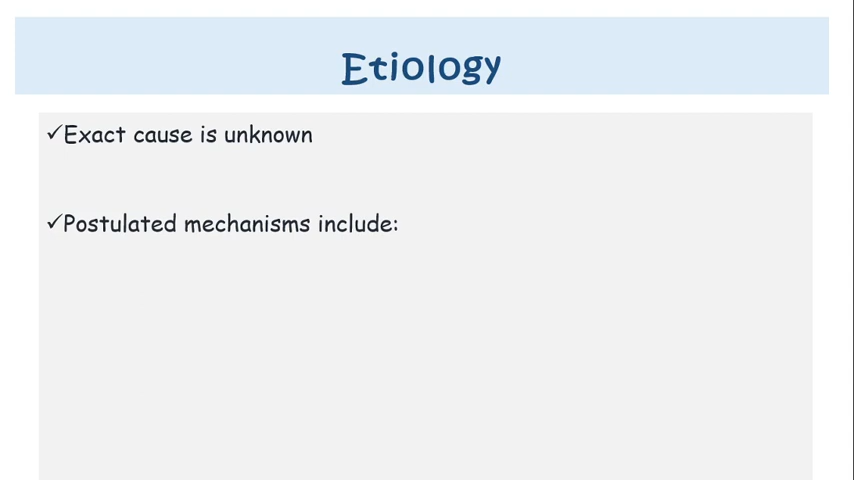 Etiology
✓Exact cause is unknown
✓Postulated mechanisms include: